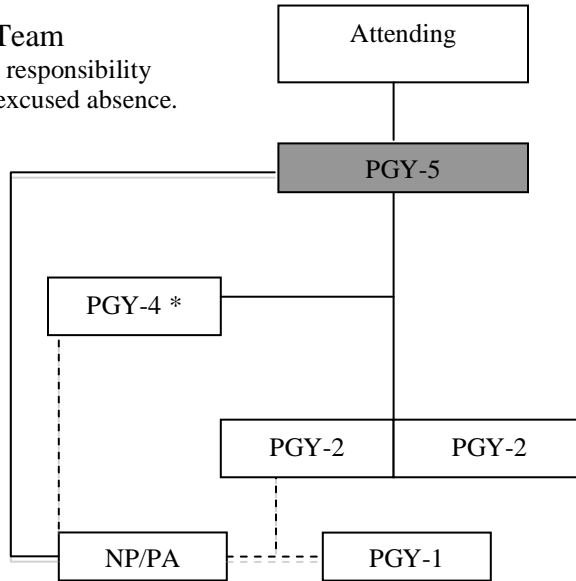 Team
responsibility
excused absence.
Attending
PGY-5
PGY-4 *
PGY-2
PGY-2
NP/PA
PGY-1